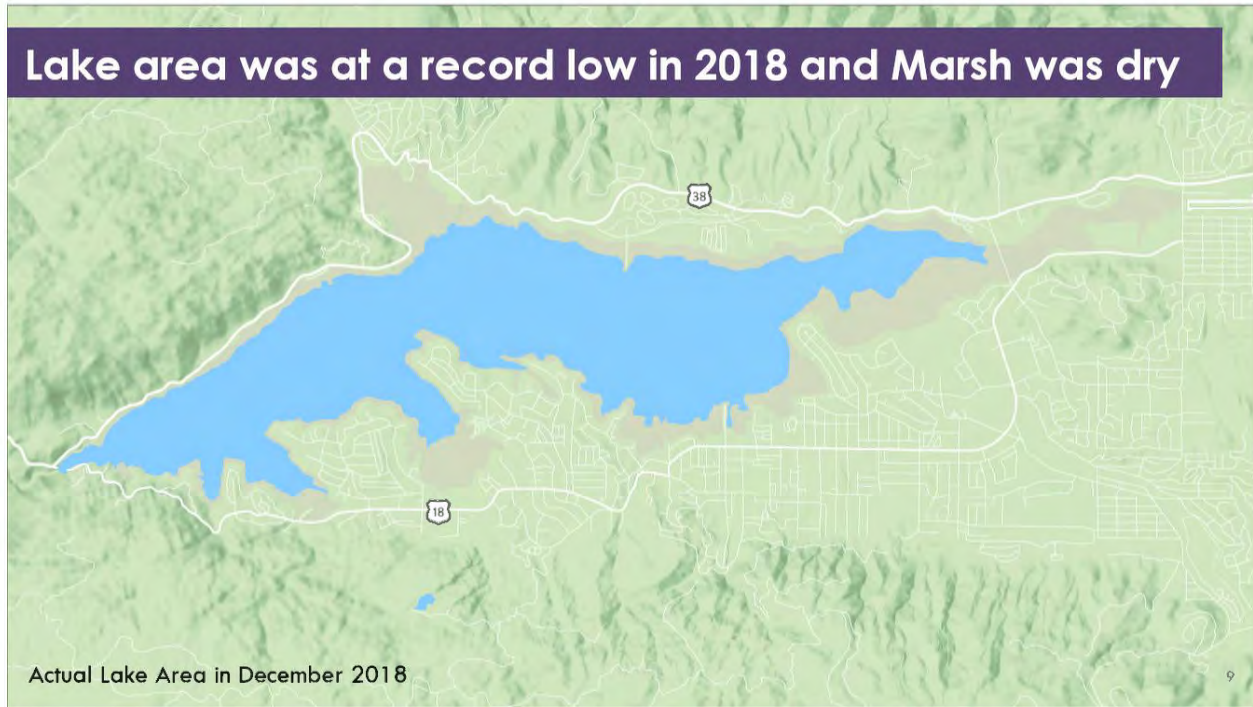 Lake area was at a record low in 2018 and Marsh was dry
38
18
Actual Lake Area in December 2018
9